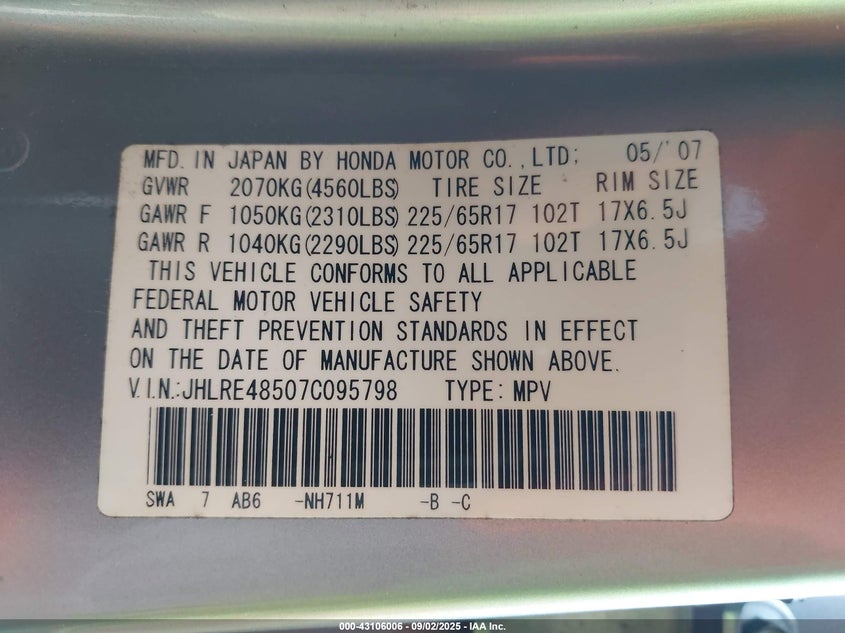 MFD. IN JAPAN BY HONDA MOTOR CO., LTD; 05/'07
GVWR 2070KG(4560LBS) TIRE SIZE RIM SIZE
GAWR F 1050KG(2310LBS) 225/65R17 102T 17X6.5J
GAWR R 1040KG(2290LBS) 225/65R17 102T 17X6.5J
THIS VEHICLE CONFORMS TO ALL APPLICABLE
FEDERAL MOTOR VEHICLE SAFETY
AND THEFT PREVENTION STANDARDS IN EFFECT
ON THE DATE OF MANUFACTURE SHOWN ABOVE.
V.I.N.:JHLRE48507C095798 TYPE: MPV
SWA 7 AB6 -NH711M -B -C
000-43106006 - 09/02/2025 - IAA Inc.